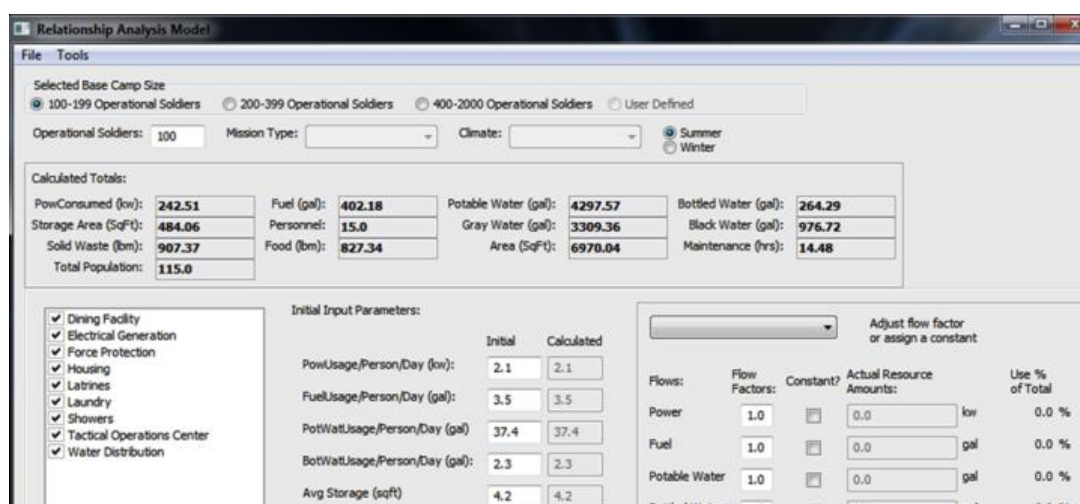 Relationship Analysis Model
File Tools
Selected Base Camp Size
100-199 Operational Soldiers 200-399 Operational Soldiers 400-2000 Operational Soldiers User Defined
Operational Soldiers: 100 Mission Type: Climate: Summer
Winter
Calculated Totals:
PowConsumed (kw): 242.51 Fuel (gal): 402.18 Potable Water (gal): 4297.57 Bottled Water (gal): 264.29
Storage Area (SqFt): 484.06 Personnel: 15.0 Gray Water (gal): 3309.36 Black Water (gal): 976.72
Solid Waste (lbm): 907.37 Food (lbm): 827.34 Area (SqFt): 6970.04 Maintenance (hrs): 14.48
Total Population: 115.0
Dining Facility
Electrical Generation
Force Protection
Housing
Latrines
Laundry
Showers
Tactical Operations Center
Water Distribution
Initial Input Parameters:
Initial Calculated
PowUsage/Person/Day (kw): 2.1 2.1
FuelUsage/Person/Day (gal): 3.5 3.5
PotWatUsage/Person/Day (gal) 37.4 37.4
BotWatUsage/Person/Day (gal): 2.3 2.3
Avg Storage (sqft) 4.2 4.2
Adjust flow factor
or assign a constant
Flows: Flow Factors: Constant? Actual Resource Amounts: Use % of Total
Power 1.0 0.0 kw 0.0 %
Fuel 1.0 0.0 gal 0.0 %
Potable Water 1.0 0.0 gal 0.0 %